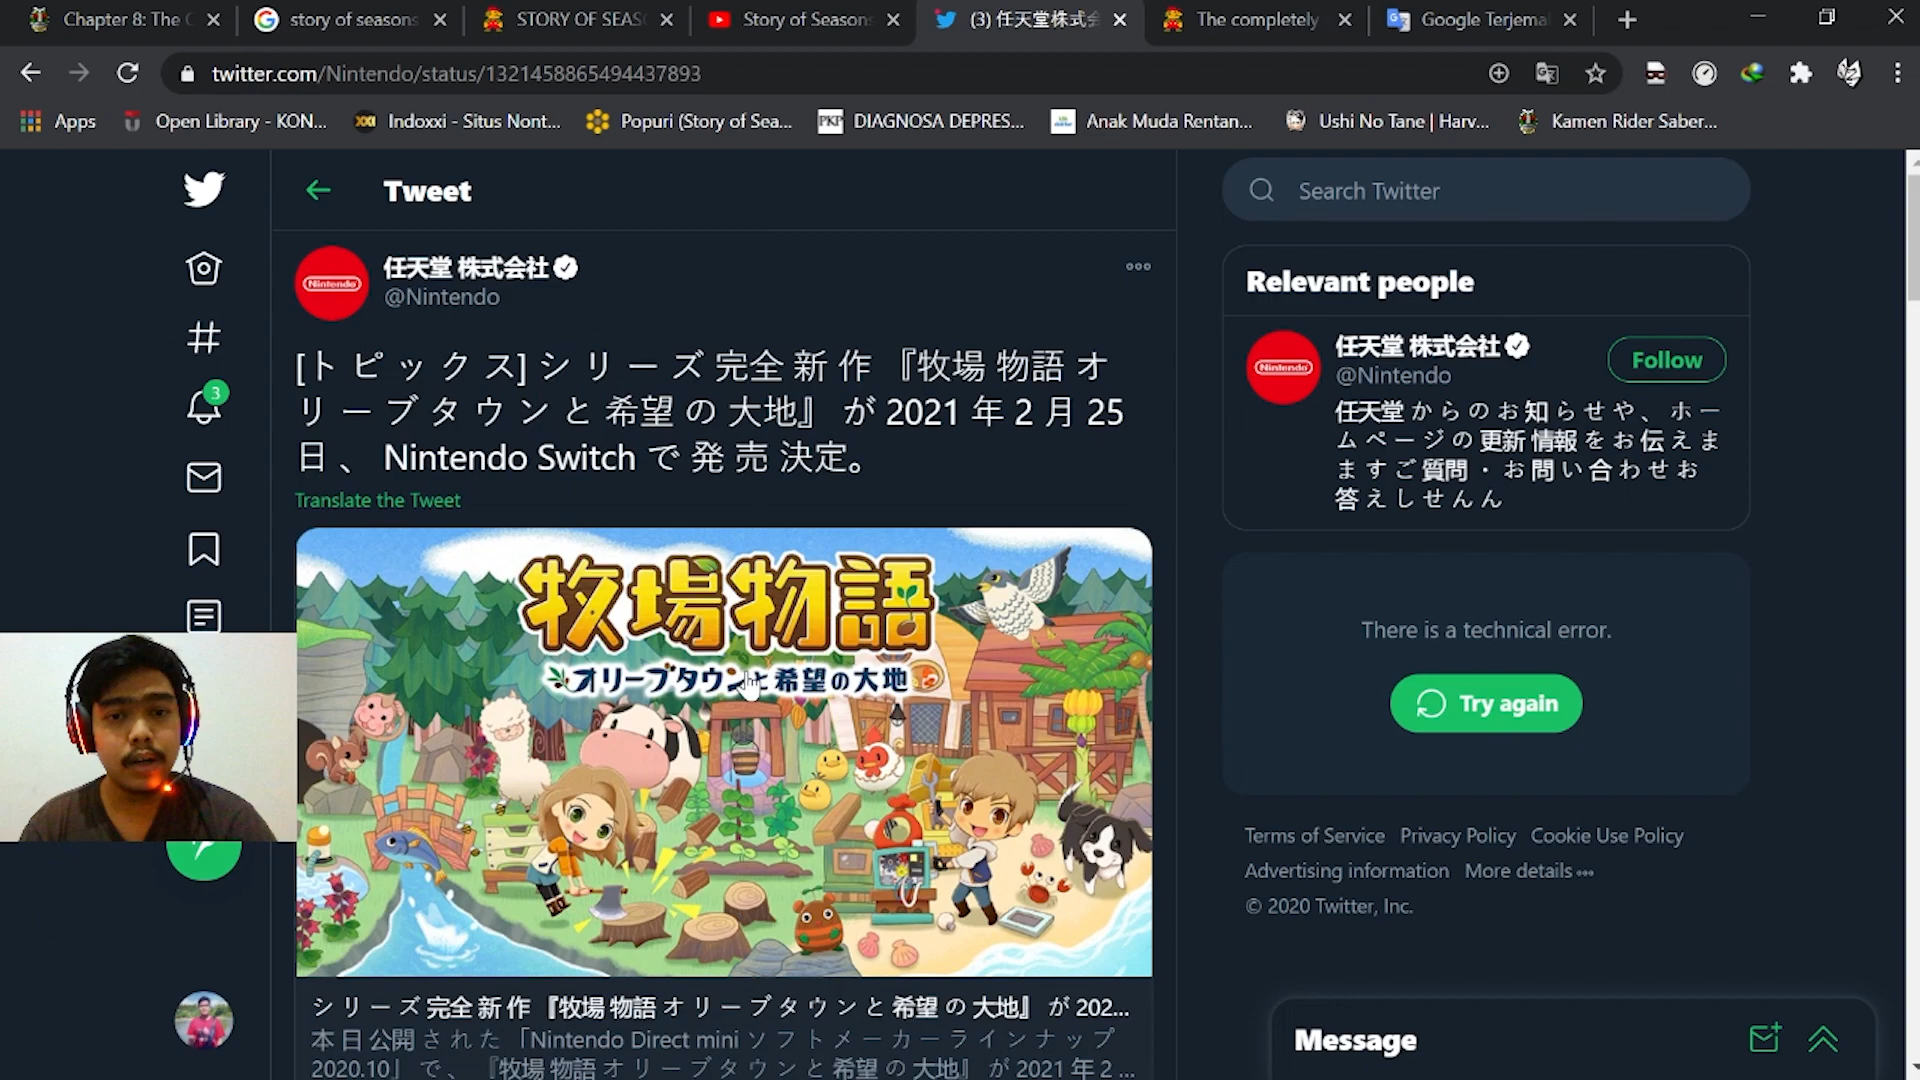 Chapter 8: The C
story of seasons
STORY OF SEAS
Story of Seasons
(3) 任天堂株式会
The completely
Google Terjema
twitter.com/Nintendo/status/1321458865494437893
Apps
Open Library - KON...
Indoxxi - Situs Nont...
Popuri (Story of Sea...
DIAGNOSA DEPRES...
Anak Muda Rentan...
Ushi No Tane | Harv...
Kamen Rider Saber...
Tweet
任天堂 株式会社
@Nintendo
[トピックス] シリーズ完全新作『牧場物語 オ
リーブタウンと希望の大地』 が 2021 年 2 月 25
日、 Nintendo Switch で発売決定。
Translate the Tweet
3
Nintendo
牧場物語
オリーブタウンと希望の大地
シリーズ完全新作『牧場物語 オリーブタウンと希望の大地』 が 202...
本日公開された「Nintendo Direct mini ソフトメーカーラインナップ
2020.10」で、『牧場物語 オリーブタウンと希望の大地』 が 2021 年 2 ...
Search Twitter
Relevant people
Nintendo
任天堂 株式会社
@Nintendo
Follow
任天堂からのお知らせや、ホー
ムページの更新情報をお伝えま
ますご質問・お問い合わせお
答えしせんん
There is a technical error.
Try again
Terms of Service Privacy Policy Cookie Use Policy
Advertising information More details
© 2020 Twitter, Inc.
Message